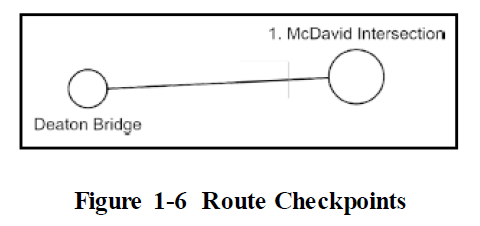 1. McDavid Intersection
Deaton Bridge
Figure 1-6 Route Checkpoints